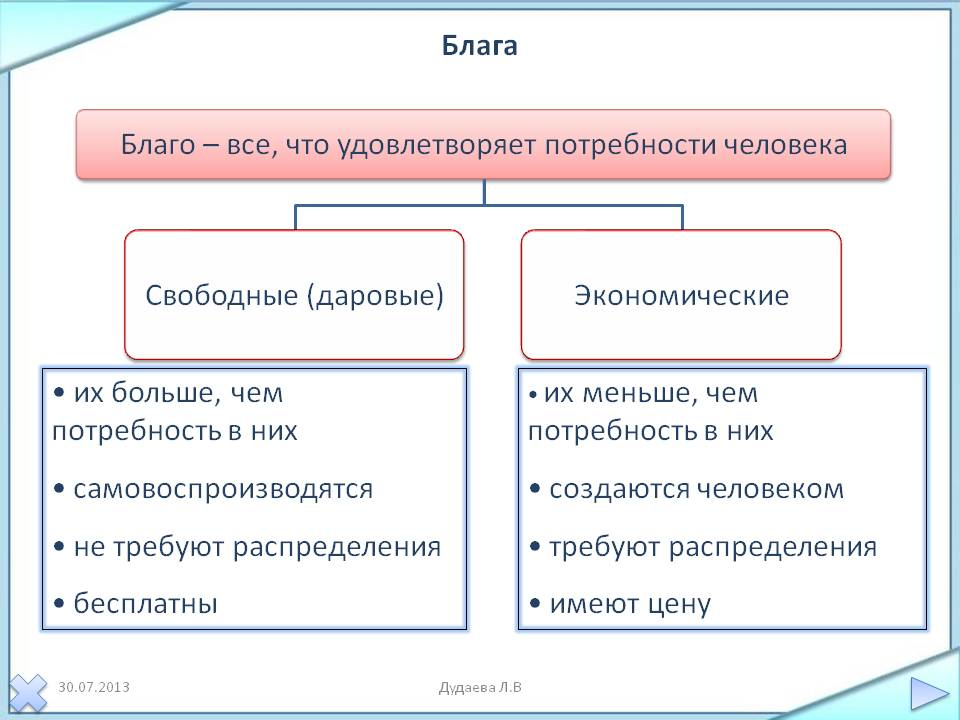 Блага
Благо – все, что удовлетворяет потребности человека
Свободные (даровые)
Экономические
• их больше, чем
потребность в них
• самовоспроизводятся
• не требуют распределения
• бесплатны
• их меньше, чем
потребность в них
• создаются человеком
• требуют распределения
• имеют цену
30.07.2013
Дудаева Л.В